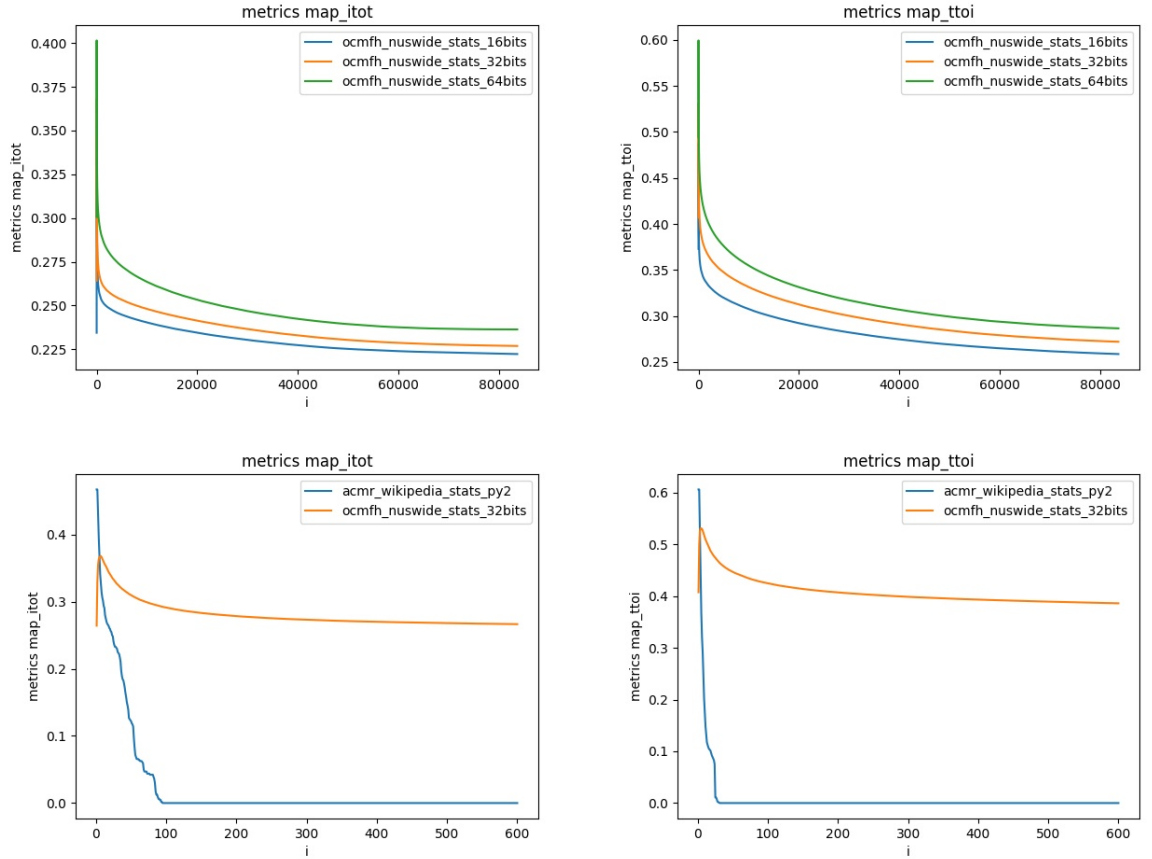 metrics map_itot
metrics map_itot
0.400
0.375
0.350
0.325
0.300
0.275
0.250
0.225
ocmfh_nuswide_stats_16bits
ocmfh_nuswide_stats_32bits
ocmfh_nuswide_stats_64bits
0 20000 40000 60000 80000
i
metrics map_ttoi
metrics map_ttoi
0.60
0.55
0.50
0.45
0.40
0.35
0.30
0.25
ocmfh_nuswide_stats_16bits
ocmfh_nuswide_stats_32bits
ocmfh_nuswide_stats_64bits
0 20000 40000 60000 80000
i
metrics map_itot
metrics map_itot
0.4
0.3
0.2
0.1
0.0
acmr_wikipedia_stats_py2
ocmfh_nuswide_stats_32bits
0 100 200 300 400 500 600
i
metrics map_ttoi
metrics map_ttoi
0.6
0.5
0.4
0.3
0.2
0.1
0.0
acmr_wikipedia_stats_py2
ocmfh_nuswide_stats_32bits
0 100 200 300 400 500 600
i